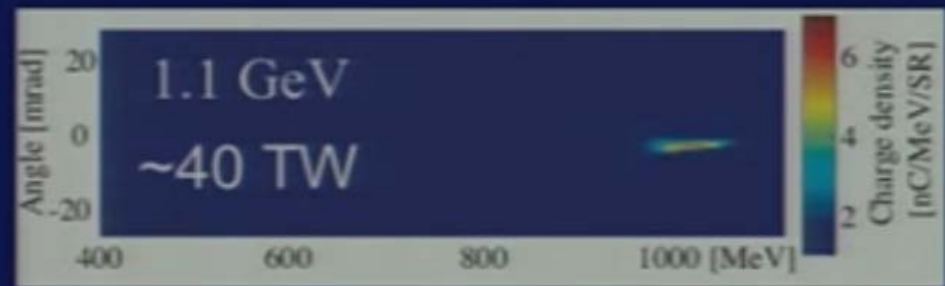 1.1 GeV
~40 TW
Angle [mrad]
20
0
-20
400 600 800 1000 [MeV]
6
4
2
Charge density
[nC/MeV/SR]